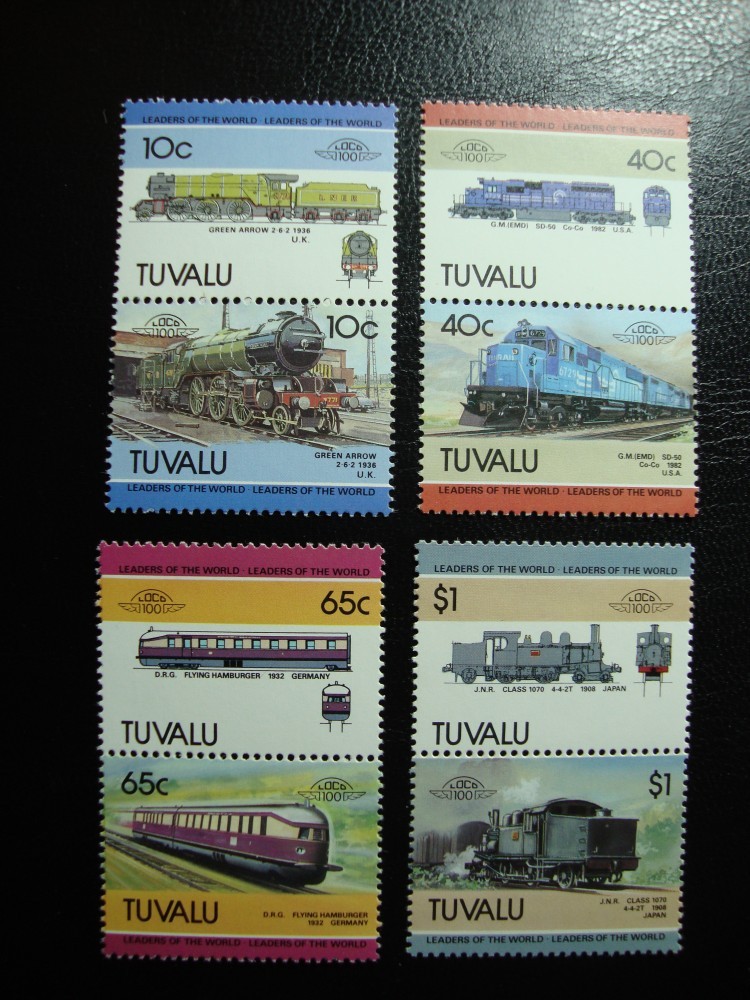 LEADERS OF THE WORLD · LEADERS OF THE WORLD
10c
LOCO
100
L N E R
GREEN ARROW 2-6-2 1936
U.K.
TUVALU
LOCO
100
10c
TUVALU
GREEN ARROW
2-6-2 1936
U.K.
LEADERS OF THE WORLD · LEADERS OF THE WORLD
LEADERS OF THE WORLD · LEADERS OF THE WORLD
LOCO
100
40c
G.M.(EMD) SD-50 Co-Co 1982 U.S.A.
TUVALU
40c
LOCO
100
6729
TUVALU
G.M.(EMD) SD-50
Co-Co 1982
U.S.A.
LEADERS OF THE WORLD · LEADERS OF THE WORLD
LEADERS OF THE WORLD · LEADERS OF THE WORLD
LOCO
100
65c
D.R.G. FLYING HAMBURGER 1932 GERMANY
TUVALU
65c
LOCO
100
TUVALU
D.R.G. FLYING HAMBURGER
1932 GERMANY
LEADERS OF THE WORLD · LEADERS OF THE WORLD
LEADERS OF THE WORLD · LEADERS OF THE WORLD
$1
LOCO
100
J.N.R. CLASS 1070 4-4-2T 1908 JAPAN
TUVALU
LOCO
100
$1
TUVALU
J.N.R. CLASS 1070
4-4-2T 1908
JAPAN
LEADERS OF THE WORLD · LEADERS OF THE WORLD